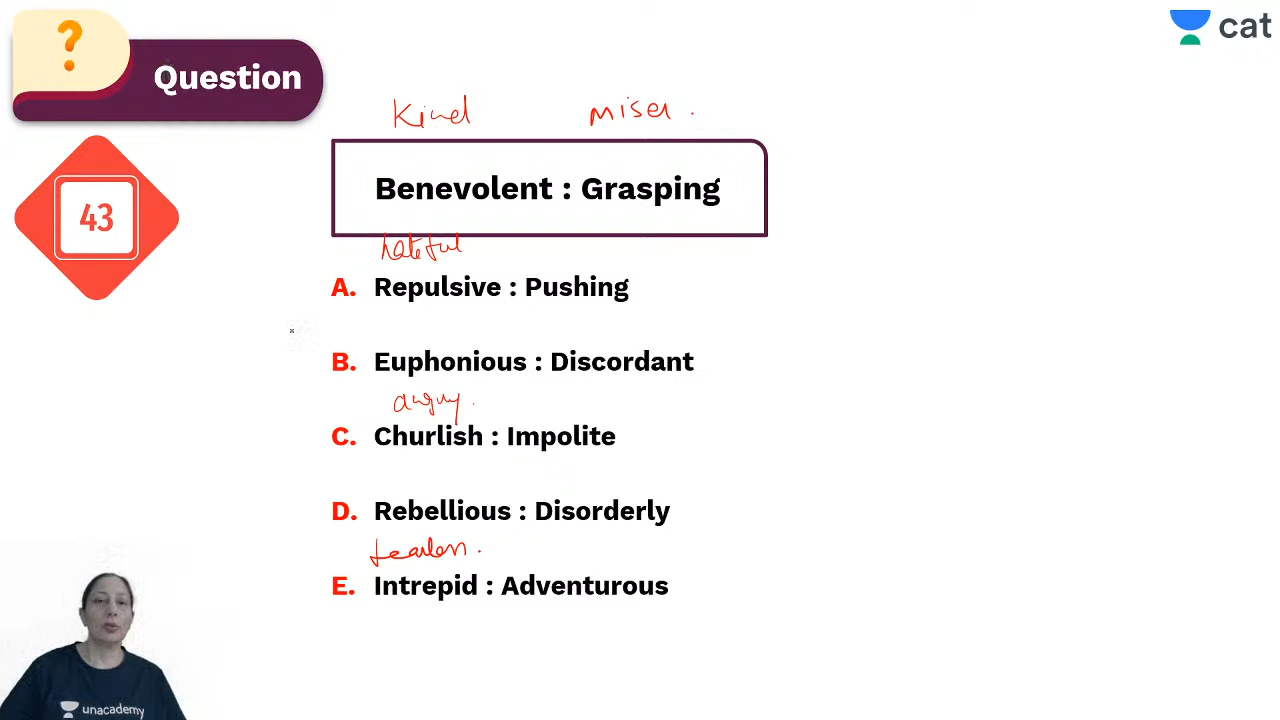 ?
cat
Question
Kind miser.
43
Benevolent : Grasping
hateful
A. Repulsive : Pushing
B. Euphonious : Discordant
angry.
C. Churlish : Impolite
D. Rebellious : Disorderly
fearless.
E. Intrepid : Adventurous
unacademy